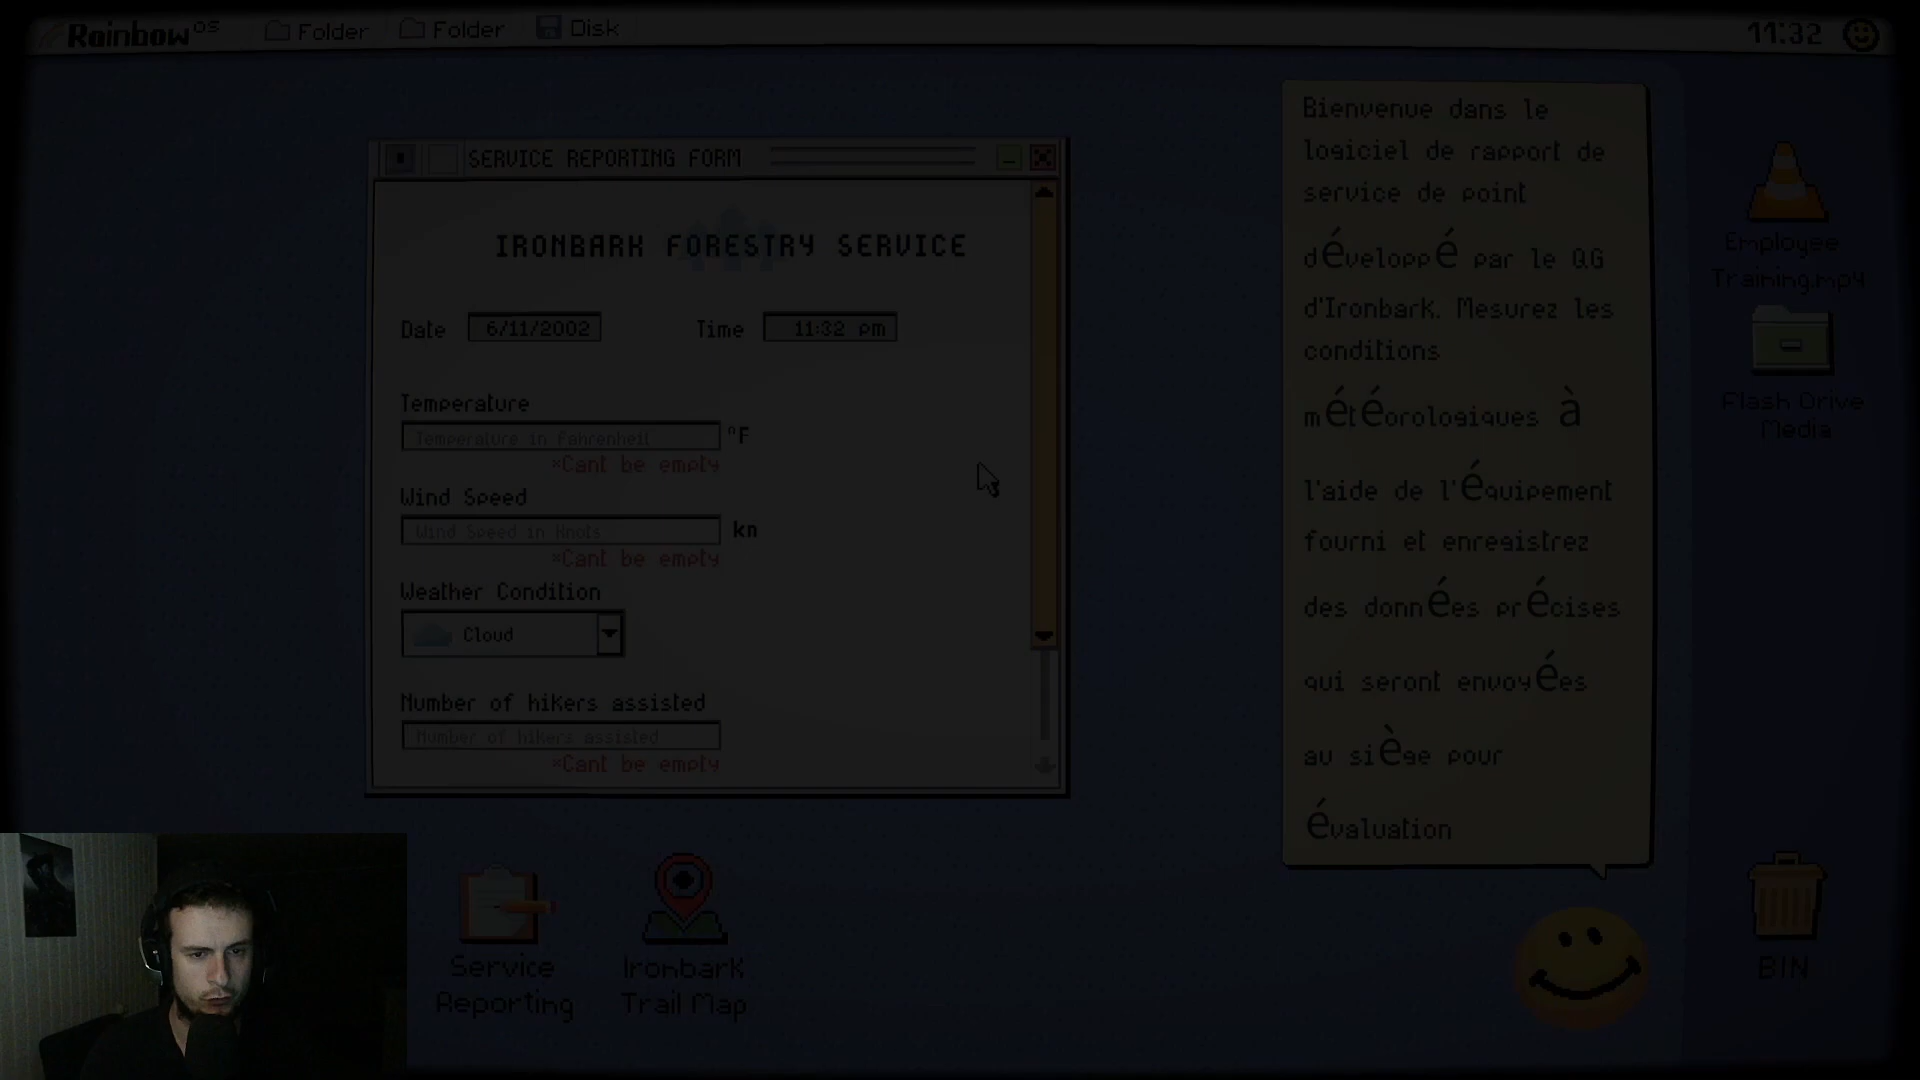 Rainbow OS
Folder
Folder
Disk
11:32
SERVICE REPORTING FORM
IRONBARK FORESTRY SERVICE
Date 6/11/2002 Time 11:32 pm
Temperature
Temperature in Fahrenheit °F
*Cant be empty
Wind Speed
Wind Speed in Knots kn
*Cant be empty
Weather Condition
Cloud
Number of hikers assisted
Number of hikers assisted
*Cant be empty
Bienvenue dans le
logiciel de rapport de
service de point
développé par le QG
d'Ironbark. Mesurez les
conditions
météorologiques à
l'aide de l'équipement
fourni et enregistrez
des données précises
qui seront envoyées
au siège pour
évaluation
Employee
Training.mp4
Flash Drive
Media
Service
Reporting
Ironbark
Trail Map
BIN